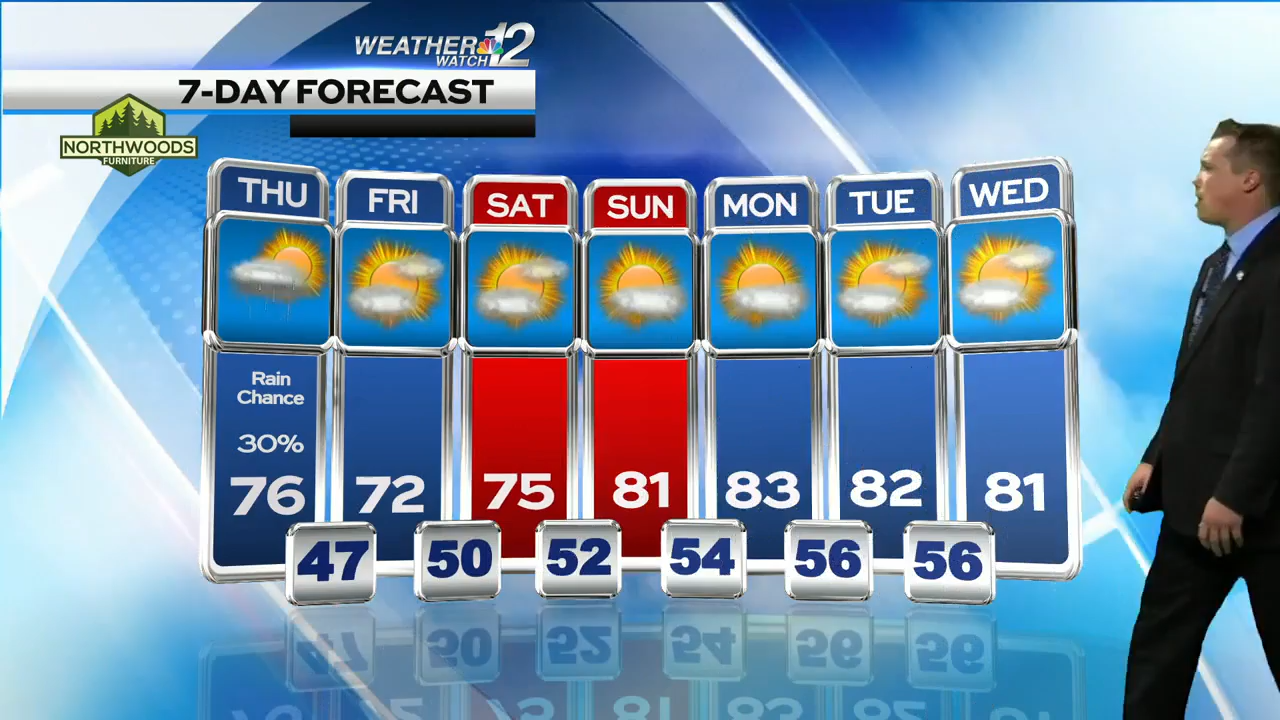 WEATHER 12
WATCH
7-DAY FORECAST
NORTHWOODS
FURNITURE
THU FRI SAT SUN MON TUE WED
Rain
Chance
30%
76 72 75 81 83 82 81
47 50 52 54 56 56